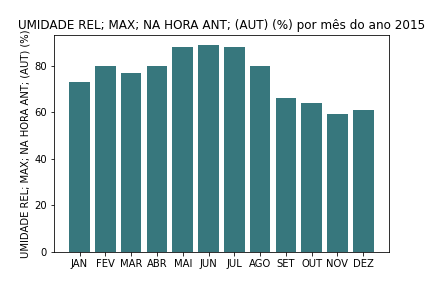 UMIDADE REL; MAX; NA HORA ANT; (AUT) (%) por mês do ano 2015
UMIDADE REL; MAX; NA HORA ANT; (AUT) (%)
80
60
40
20
0
JAN FEV MAR ABR MAI JUN JUL AGO SET OUT NOV DEZ